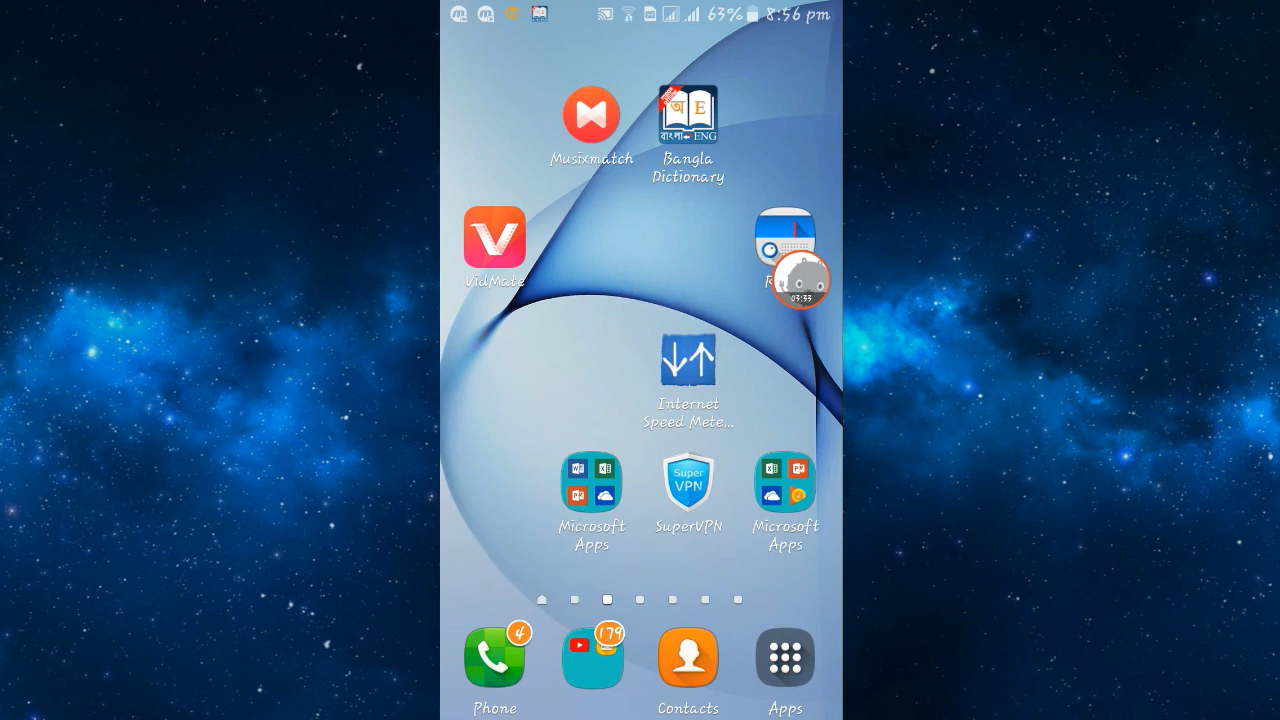 63% 8:56 pm
অ E
বাংলা ENG
Musixmatch
Bangla
Dictionary
VidMate
03:33
Internet
Speed Mete...
Super
VPN
Microsoft
Apps
SuperVPN
Microsoft
Apps
4
179
Phone
Contacts
Apps